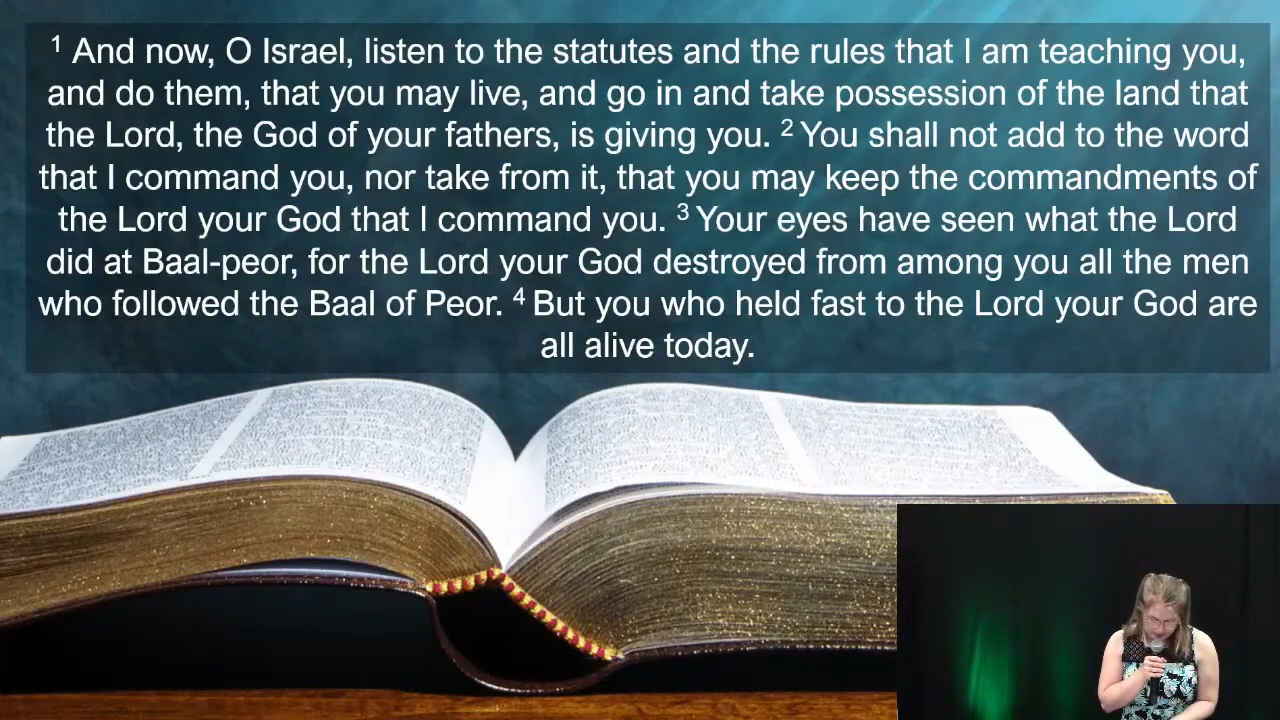 1 And now, O Israel, listen to the statutes and the rules that I am teaching you,
and do them, that you may live, and go in and take possession of the land that
the Lord, the God of your fathers, is giving you. 2 You shall not add to the word
that I command you, nor take from it, that you may keep the commandments of
the Lord your God that I command you. 3 Your eyes have seen what the Lord
did at Baal-peor, for the Lord your God destroyed from among you all the men
who followed the Baal of Peor. 4 But you who held fast to the Lord your God are
all alive today.